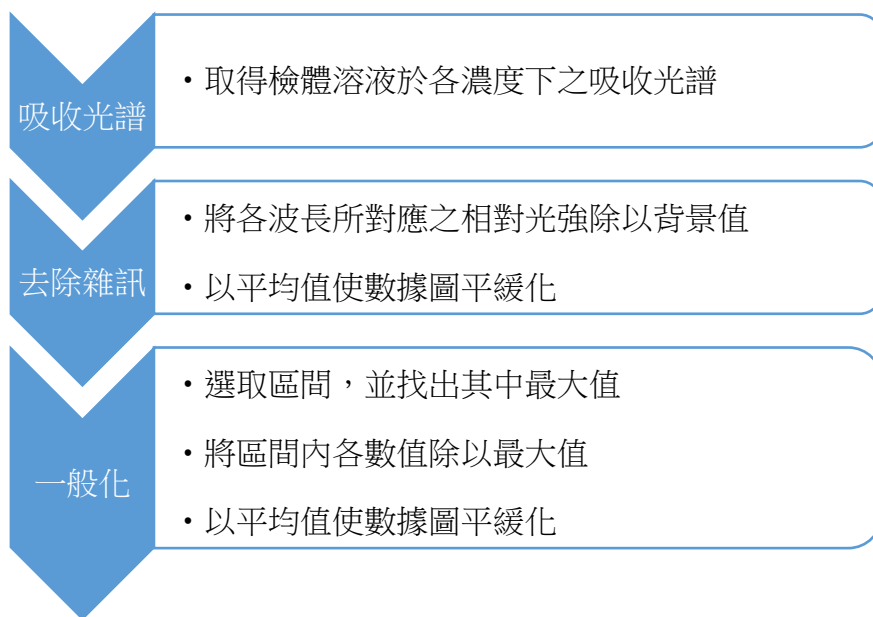 吸收光譜
・取得檢體溶液於各濃度下之吸收光譜
去除雜訊
・將各波長所對應之相對光強除以背景值
・以平均值使數據圖平緩化
一般化
・選取區間，並找出其中最大值
・將區間內各數值除以最大值
・以平均值使數據圖平緩化